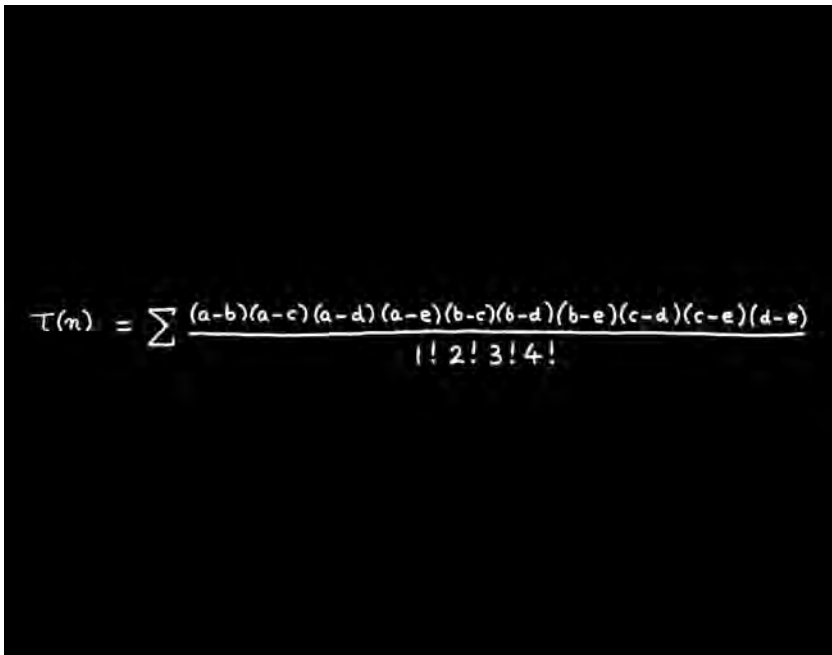 τ(n) = ∑ (a-b)(a-c)(a-d)(a-e)(b-c)(b-d)(b-e)(c-d)(c-e)(d-e)
1! 2! 3! 4!